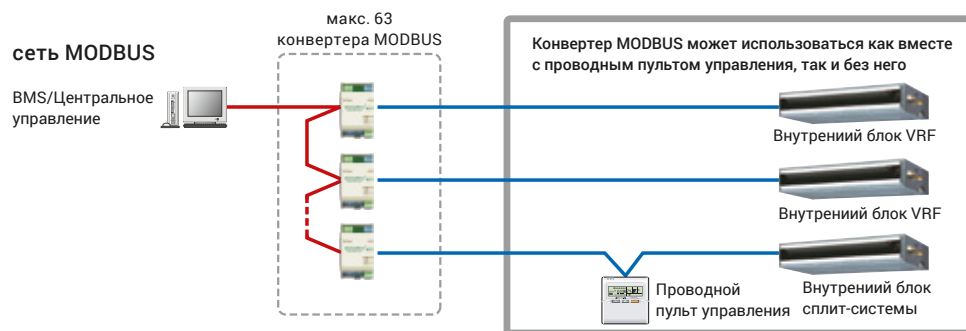 макс. 63
конвертера MODBUS
сеть MODBUS
BMS/Центральное
управление
Конвертер MODBUS может использоваться как вместе
с проводным пультом управления, так и без него
Внутрениий блок VRF
Внутрениий блок VRF
Проводной
пульт управления
Внутрениий блок
сплит-системы